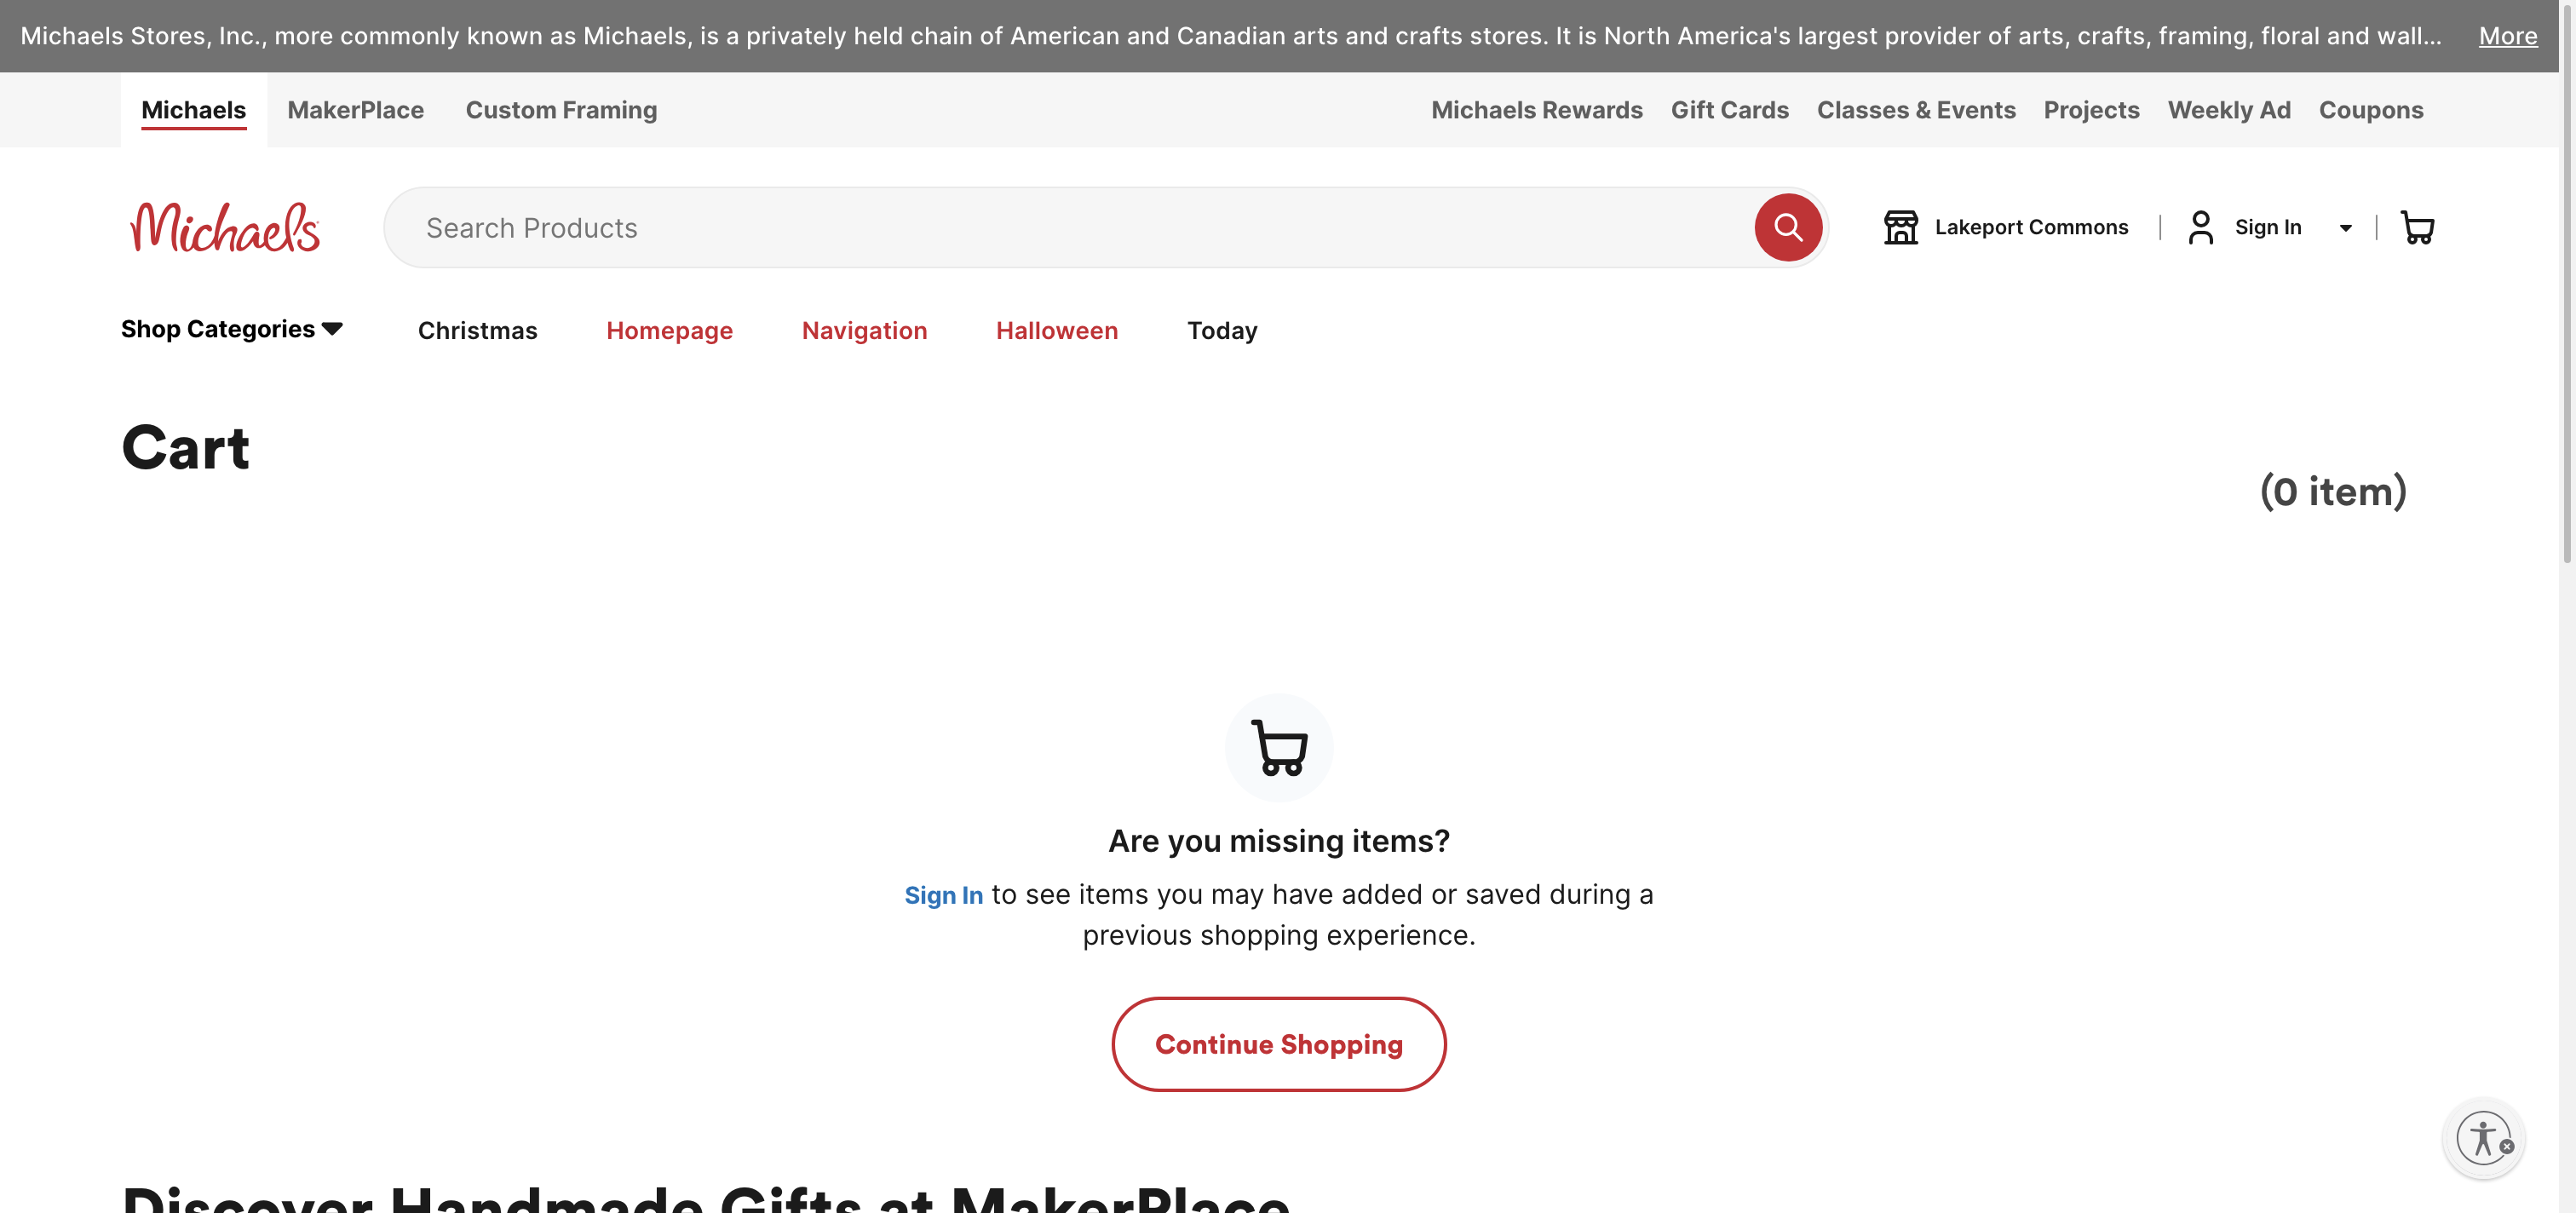 Michaels Stores, Inc., more commonly known as Michaels, is a privately held chain of American and Canadian arts and crafts stores. It is North America's largest provider of arts, crafts, framing, floral and wall... More
Michaels MakerPlace Custom Framing Michaels Rewards Gift Cards Classes & Events Projects Weekly Ad Coupons
Michaels Search Products Lakeport Commons Sign In
Shop Categories Christmas Homepage Navigation Halloween Today
Cart
(0 item)
Are you missing items?
Sign In to see items you may have added or saved during a
previous shopping experience.
Continue Shopping
Discover Handmade Gifts at MakerPlace